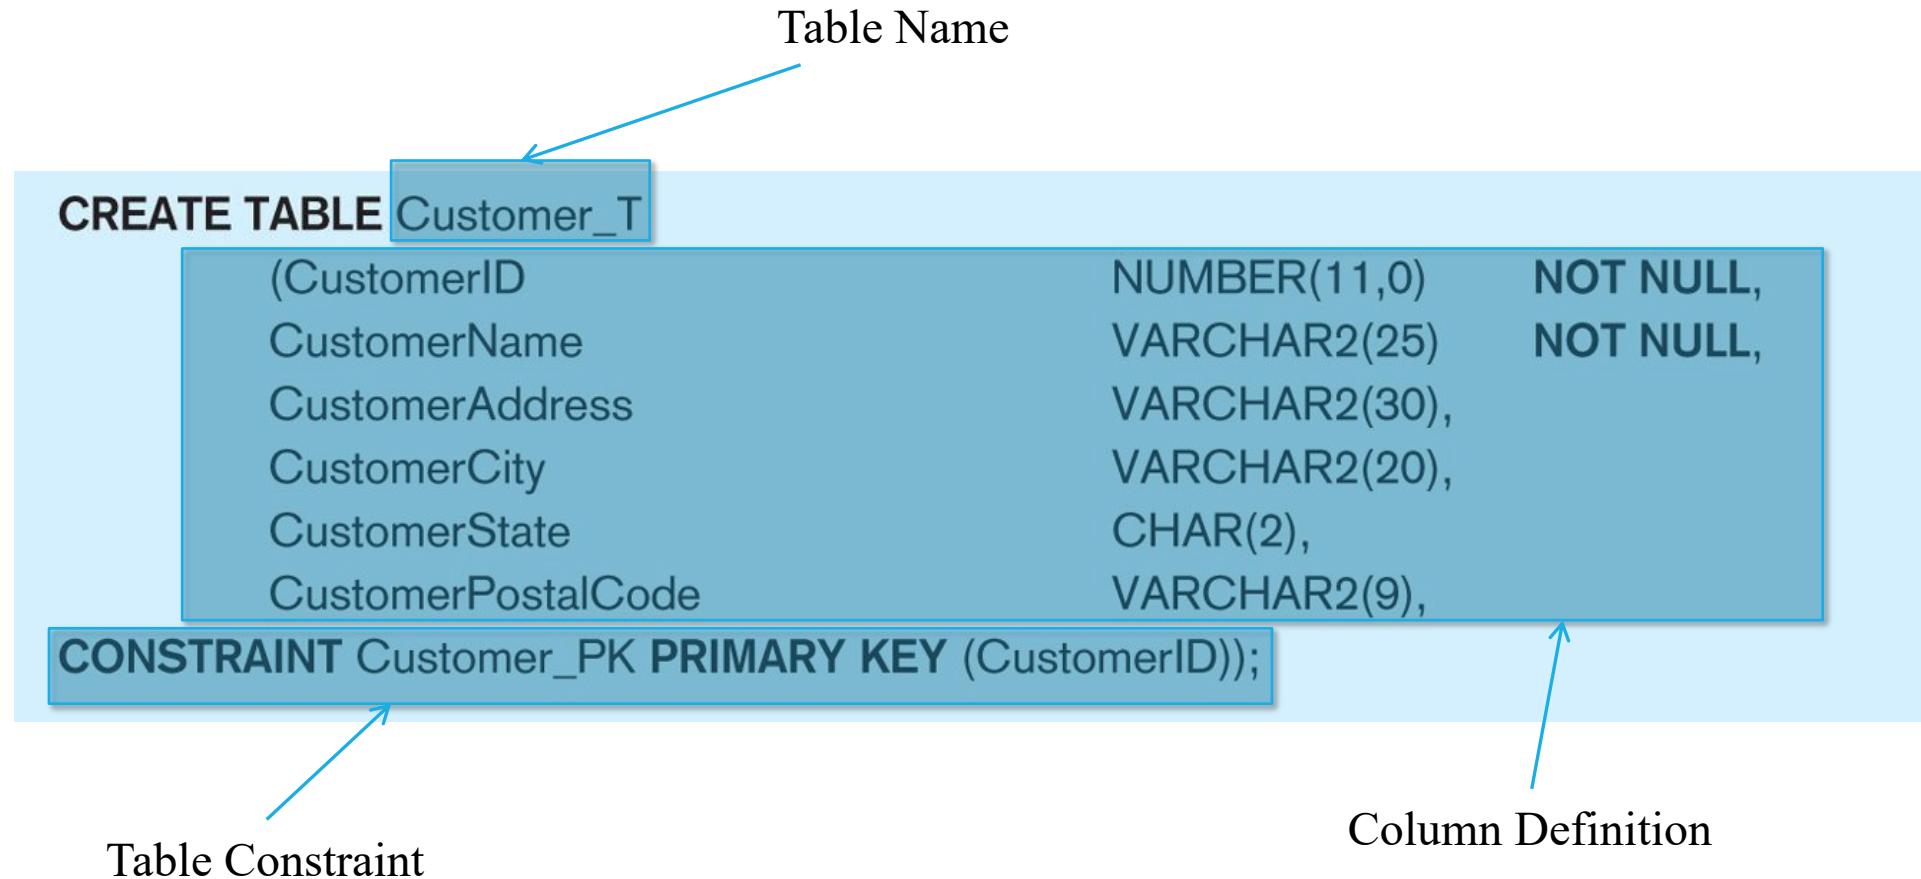 Table Name
CREATE TABLE Customer_T
(CustomerID NUMBER(11,0) NOT NULL,
CustomerName VARCHAR2(25) NOT NULL,
CustomerAddress VARCHAR2(30),
CustomerCity VARCHAR2(20),
CustomerState CHAR(2),
CustomerPostalCode VARCHAR2(9),
CONSTRAINT Customer_PK PRIMARY KEY (CustomerID));
Column Definition
Table Constraint